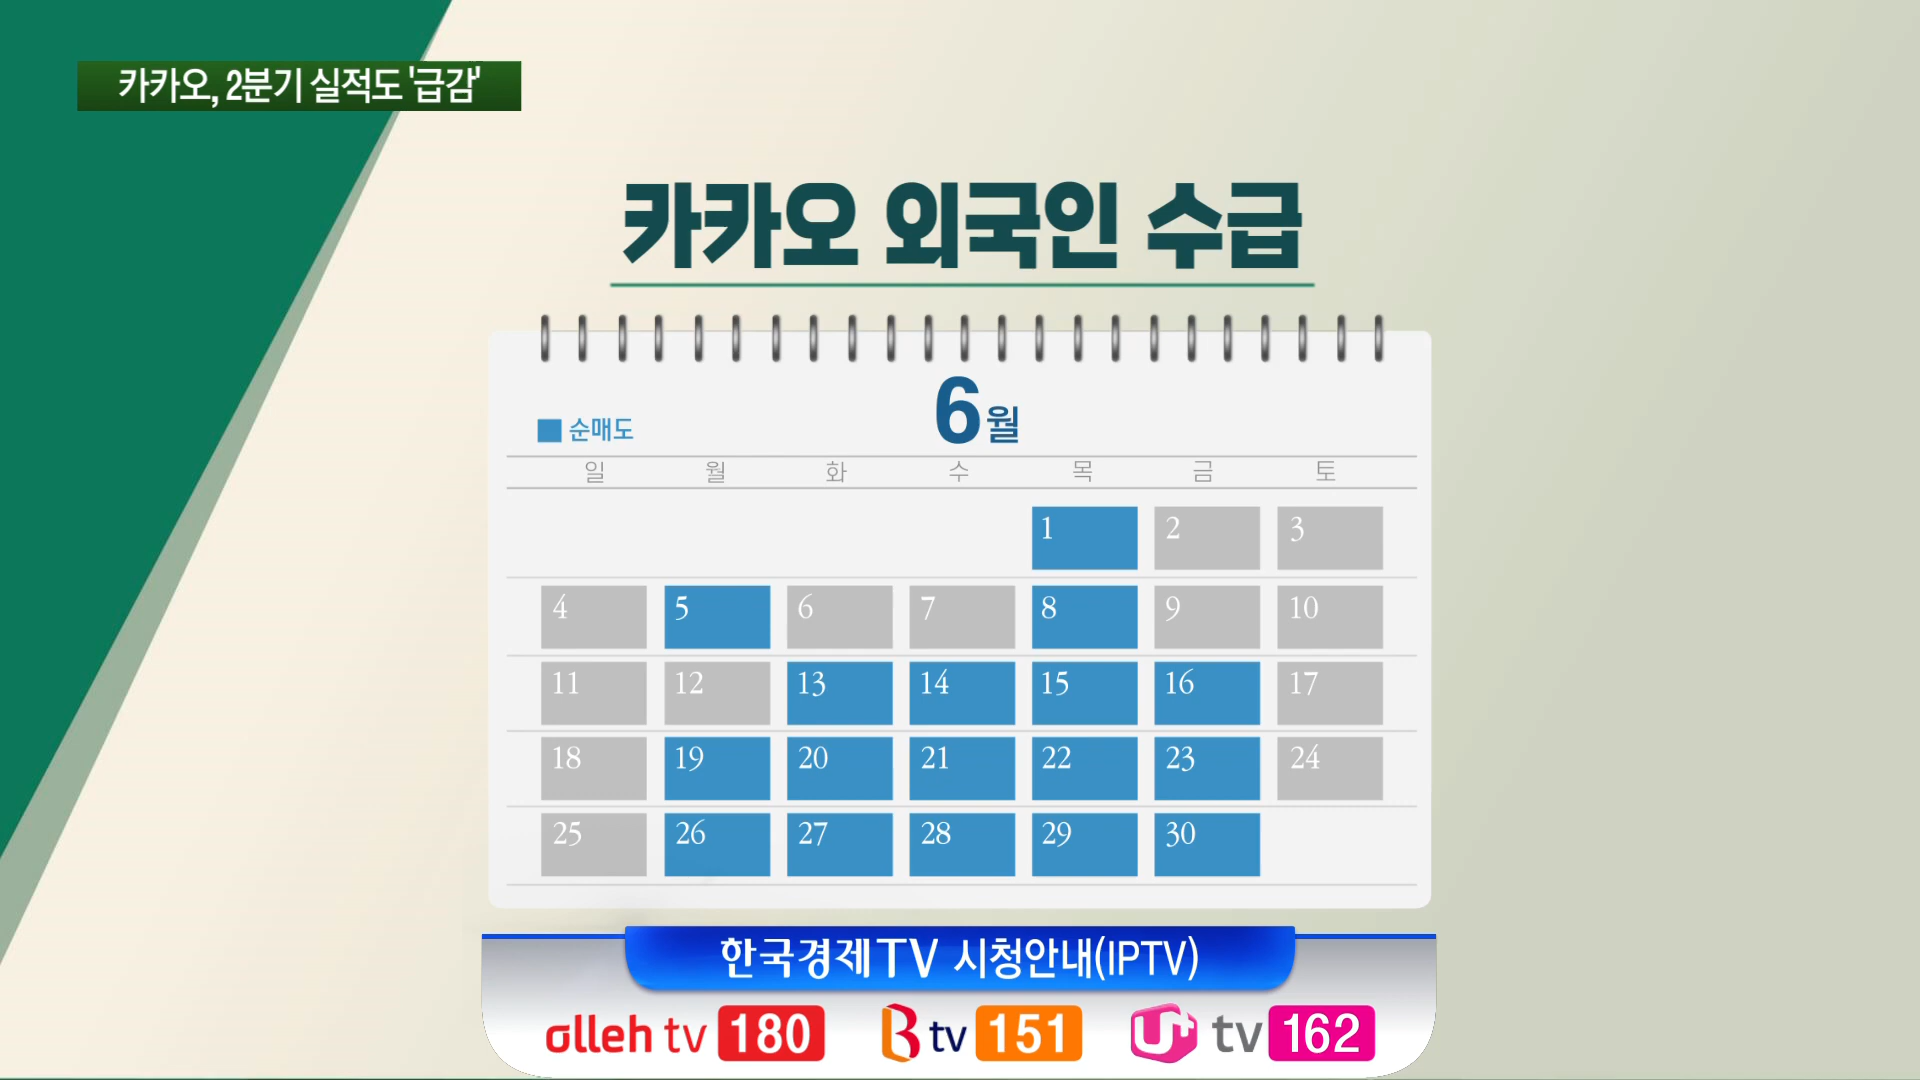 카카오, 2분기 실적도 '급감'
카카오 외국인 수급
6월
순매도
일 월 화 수 목 금 토
1 2 3
4 5 6 7 8 9 10
11 12 13 14 15 16 17
18 19 20 21 22 23 24
25 26 27 28 29 30
한국경제TV 시청안내(IPTV)
olleh tv 180 B tv 151 U+ tv 162